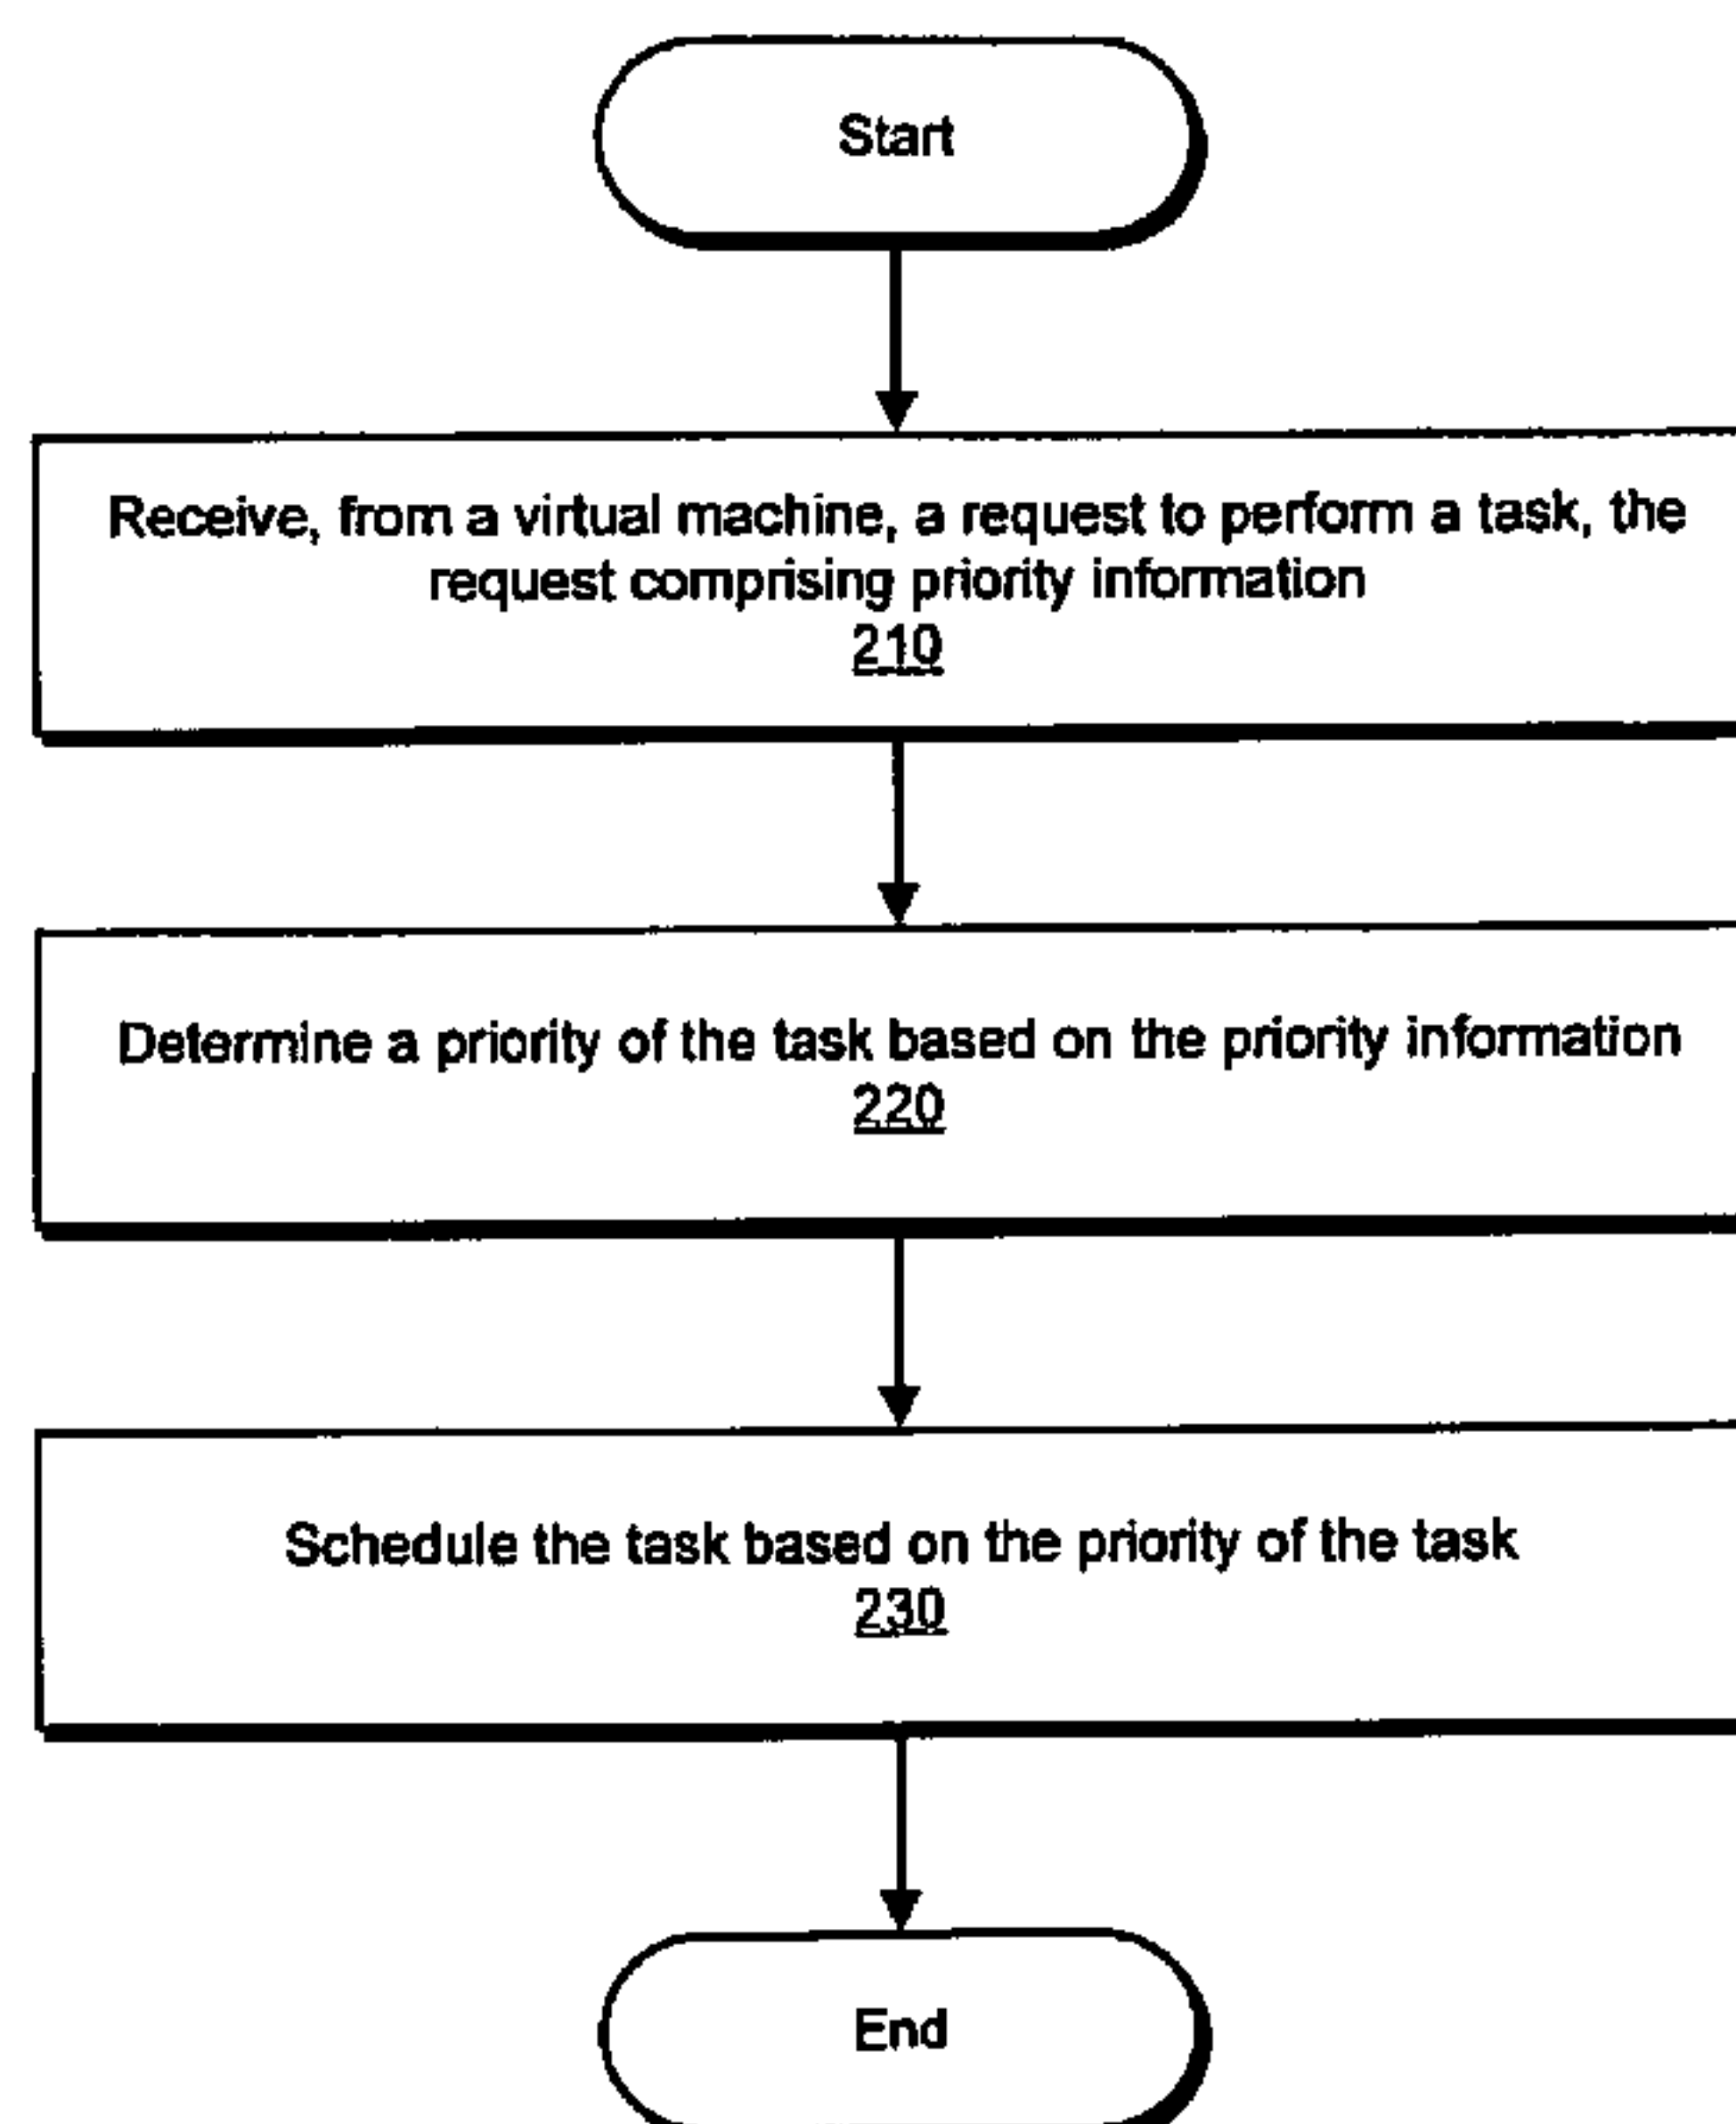 Start
Receive, from a virtual machine, a request to perform a task, the
request comprising priority information
210
Determine a priority of the task based on the priority information
220
Schedule the task based on the priority of the task
230
End